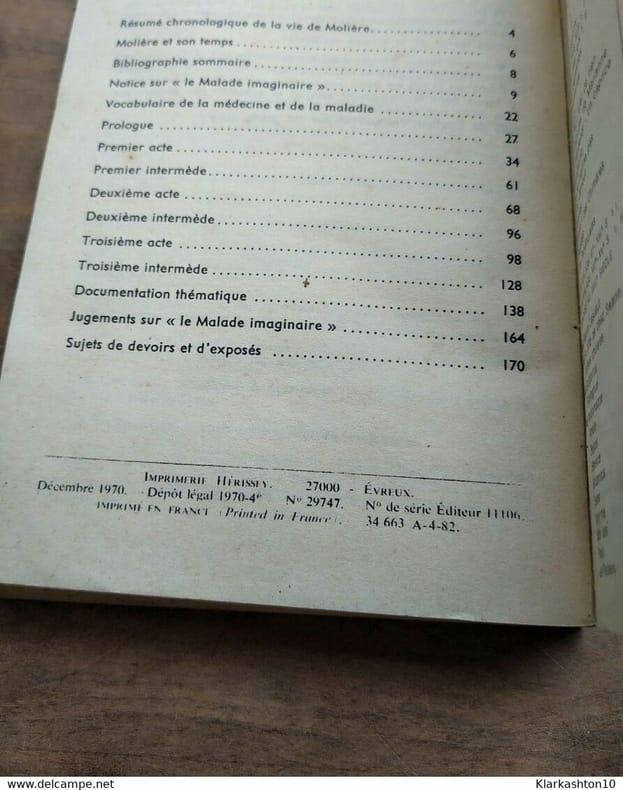 Résumé chronologique de la vie de Molière................ 4
Molière et son temps ........................................ 6
Bibliographie sommaire ..................................... 8
Notice sur « le Malade imaginaire »......................... 9
Vocabulaire de la médecine et de la maladie ............... 22
Prologue .................................................... 27
Premier acte ................................................ 34
Premier intermède .......................................... 61
Deuxième acte ............................................... 68
Deuxième intermède ......................................... 96
Troisième acte .............................................. 98
Troisième intermède ........................................ 128
Documentation thématique ................................... 138
Jugements sur « le Malade imaginaire » ..................... 164
Sujets de devoirs et d'exposés ............................. 170
IMPRIMERIE HÉRISSEY. 27000 - ÉVREUX.
Décembre 1970. Dépôt légal 1970-4e No 29747. No de série Éditeur 11106.
IMPRIMÉ EN FRANCE (Printed in France). 34 663 A-4-82.
www.delcampe.net
Klarkashton10